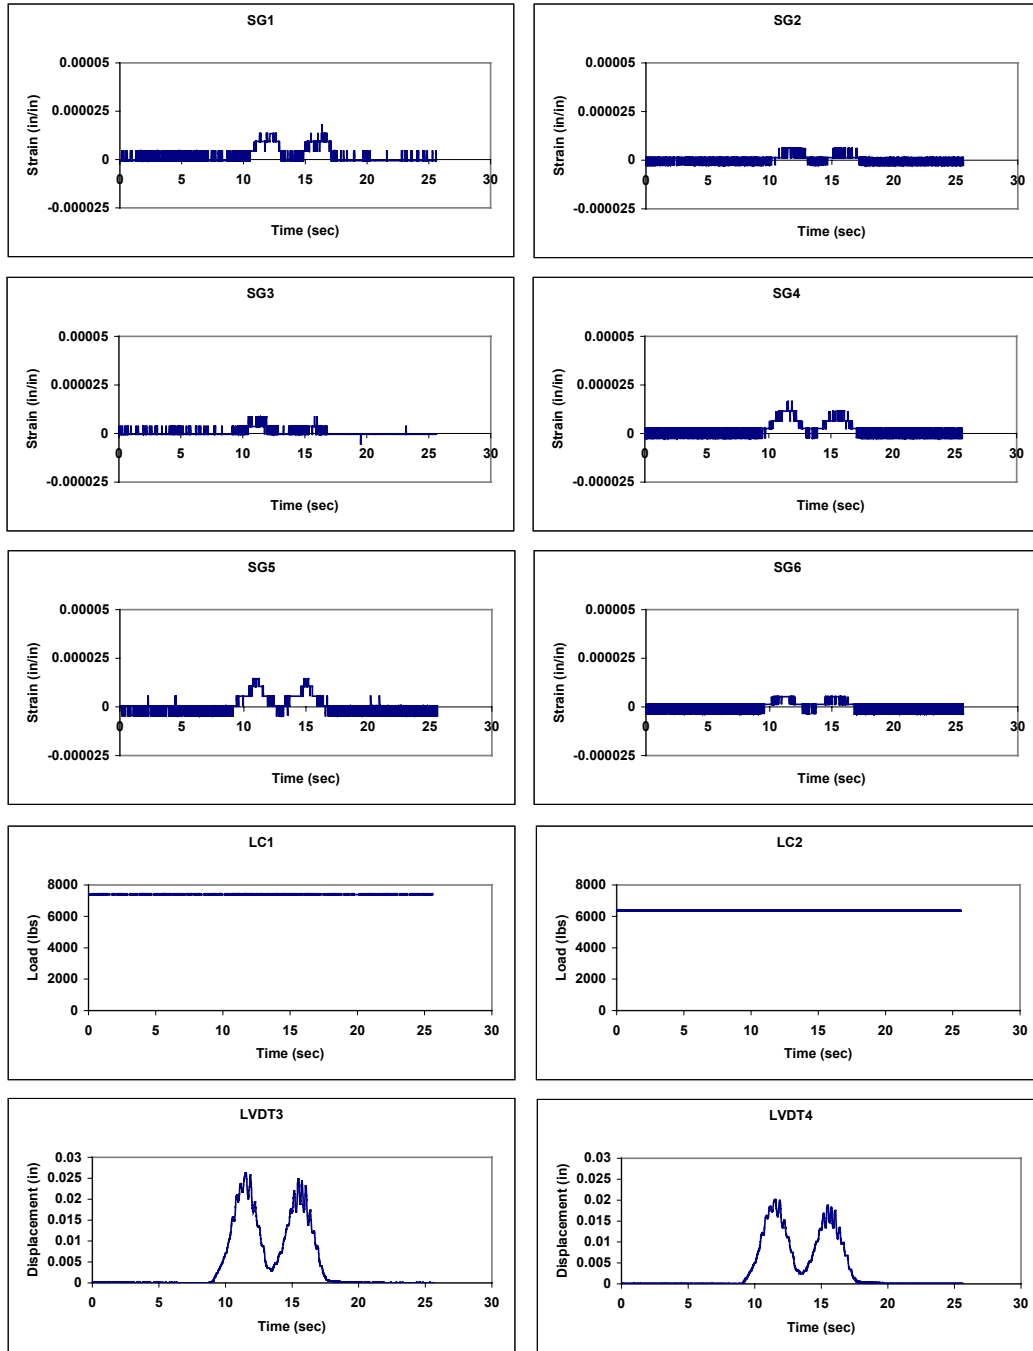 SG1
0.00005
0.000025
0
-0.000025
Strain (in/in)
0 5 10 15 20 25 30
Time (sec)
SG2
0.00005
0.000025
0
-0.000025
Strain (in/in)
0 5 10 15 20 25 30
Time (sec)
SG3
0.00005
0.000025
0
-0.000025
Strain (in/in)
0 5 10 15 20 25 30
Time (sec)
SG4
0.00005
0.000025
0
-0.000025
Strain (in/in)
0 5 10 15 20 25 30
Time (sec)
SG5
0.00005
0.000025
0
-0.000025
Strain (in/in)
0 5 10 15 20 25 30
Time (sec)
SG6
0.00005
0.000025
0
-0.000025
Strain (in/in)
0 5 10 15 20 25 30
Time (sec)
LC1
8000
6000
4000
2000
0
Load (lbs)
0 5 10 15 20 25 30
Time (sec)
LC2
8000
6000
4000
2000
0
Load (lbs)
0 5 10 15 20 25 30
Time (sec)
LVDT3
0.03
0.025
0.02
0.015
0.01
0.005
0
Displacement (in)
0 5 10 15 20 25 30
Time (sec)
LVDT4
0.03
0.025
0.02
0.015
0.01
0.005
0
Displacement (in)
0 5 10 15 20 25 30
Time (sec)